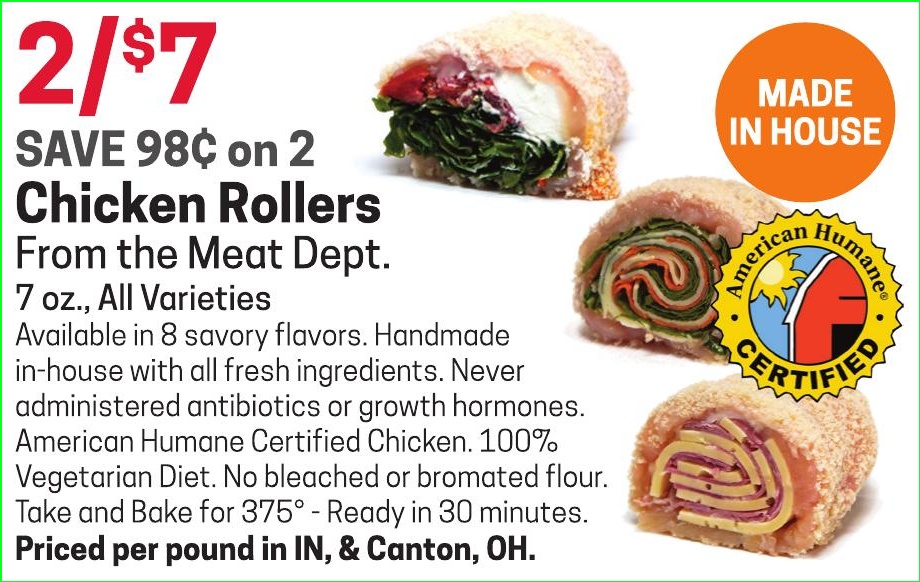 2/$7
SAVE 98¢ on 2
Chicken Rollers
From the Meat Dept.
7 oz., All Varieties
Available in 8 savory flavors. Handmade
in-house with all fresh ingredients. Never
administered antibiotics or growth hormones.
American Humane Certified Chicken. 100%
Vegetarian Diet. No bleached or bromated flour.
Take and Bake for 375° - Ready in 30 minutes.
Priced per pound in IN, & Canton, OH.
MADE
IN HOUSE
American Humane®
CERTIFIED